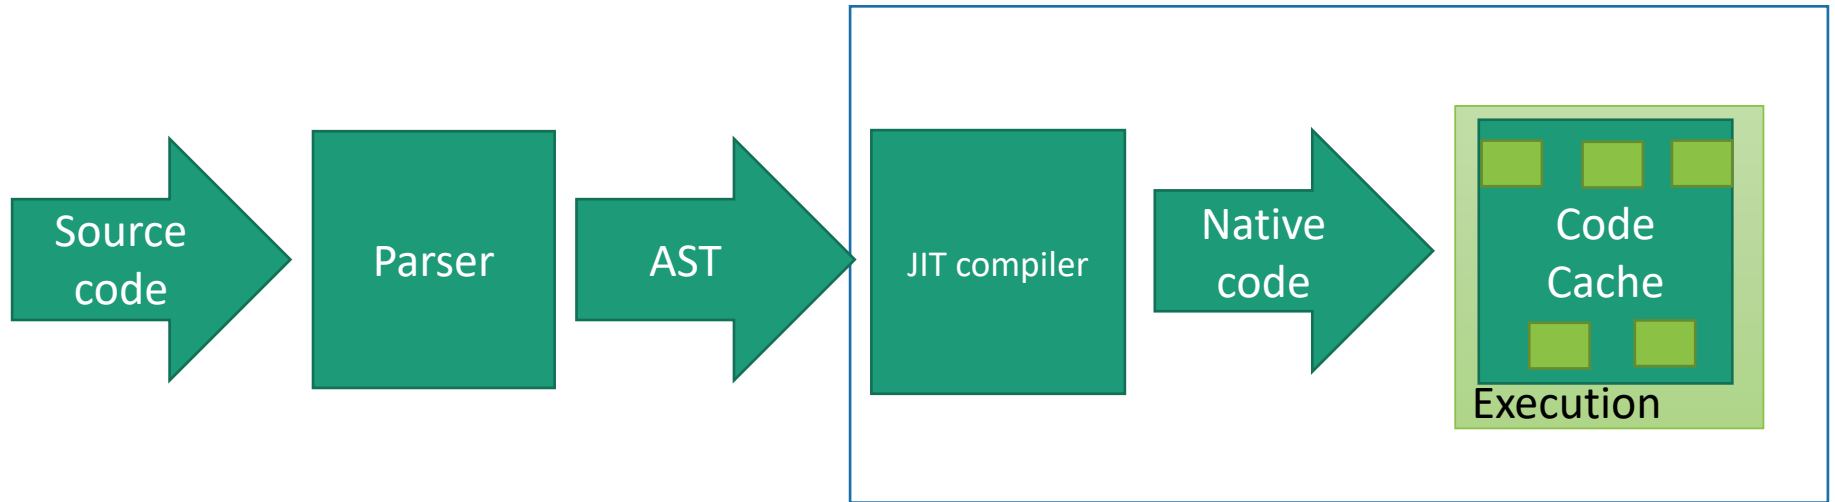 Source
code
Parser
AST
JIT compiler
Native
code
Code
Cache
Execution